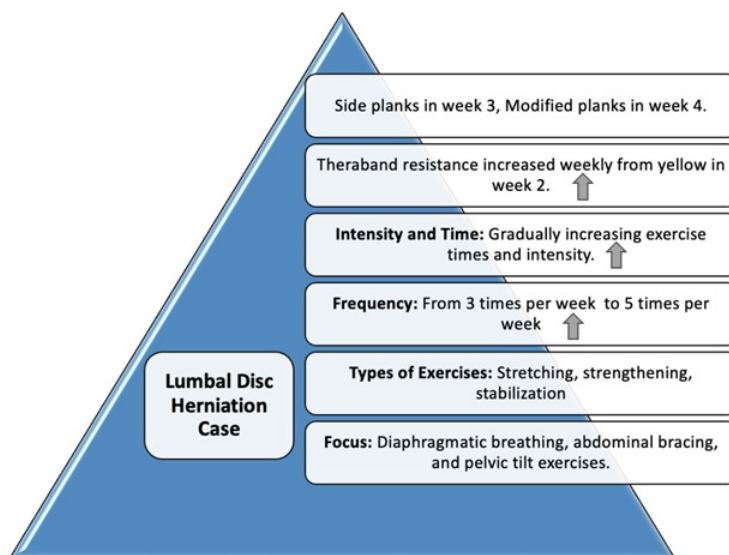 Side planks in week 3, Modified planks in week 4.
Theraband resistance increased weekly from yellow in
week 2.
Intensity and Time: Gradually increasing exercise
times and intensity.
Frequency: From 3 times per week to 5 times per
week
Lumbal Disc
Herniation
Case
Types of Exercises: Stretching, strengthening,
stabilization
Focus: Diaphragmatic breathing, abdominal bracing,
and pelvic tilt exercises.